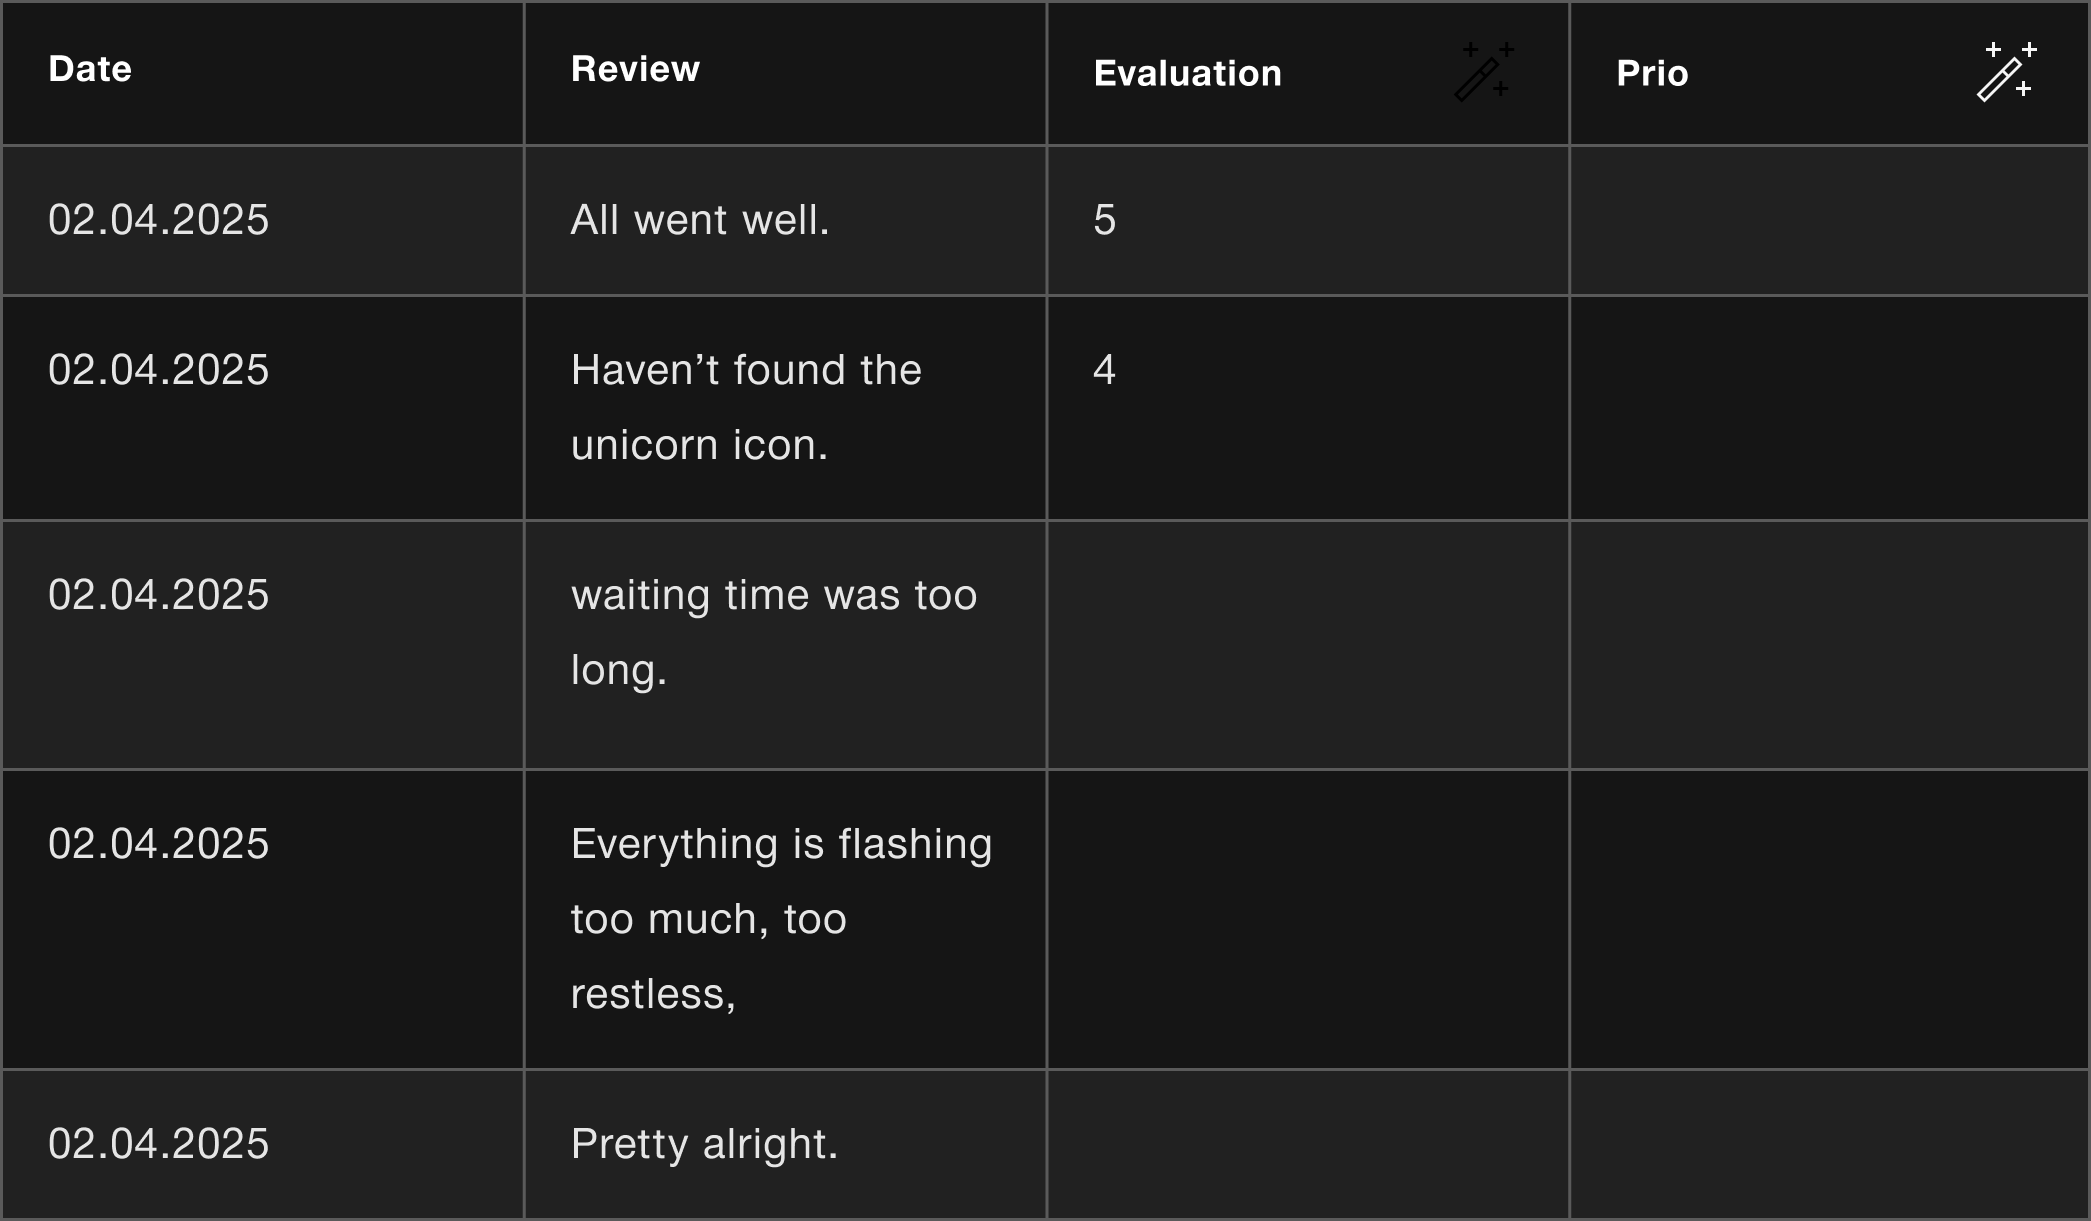 Date Review Evaluation Prio
02.04.2025 All went well. 5
02.04.2025 Haven’t found the 4
unicorn icon.
02.04.2025 waiting time was too
long.
02.04.2025 Everything is flashing
too much, too
restless,
02.04.2025 Pretty alright.